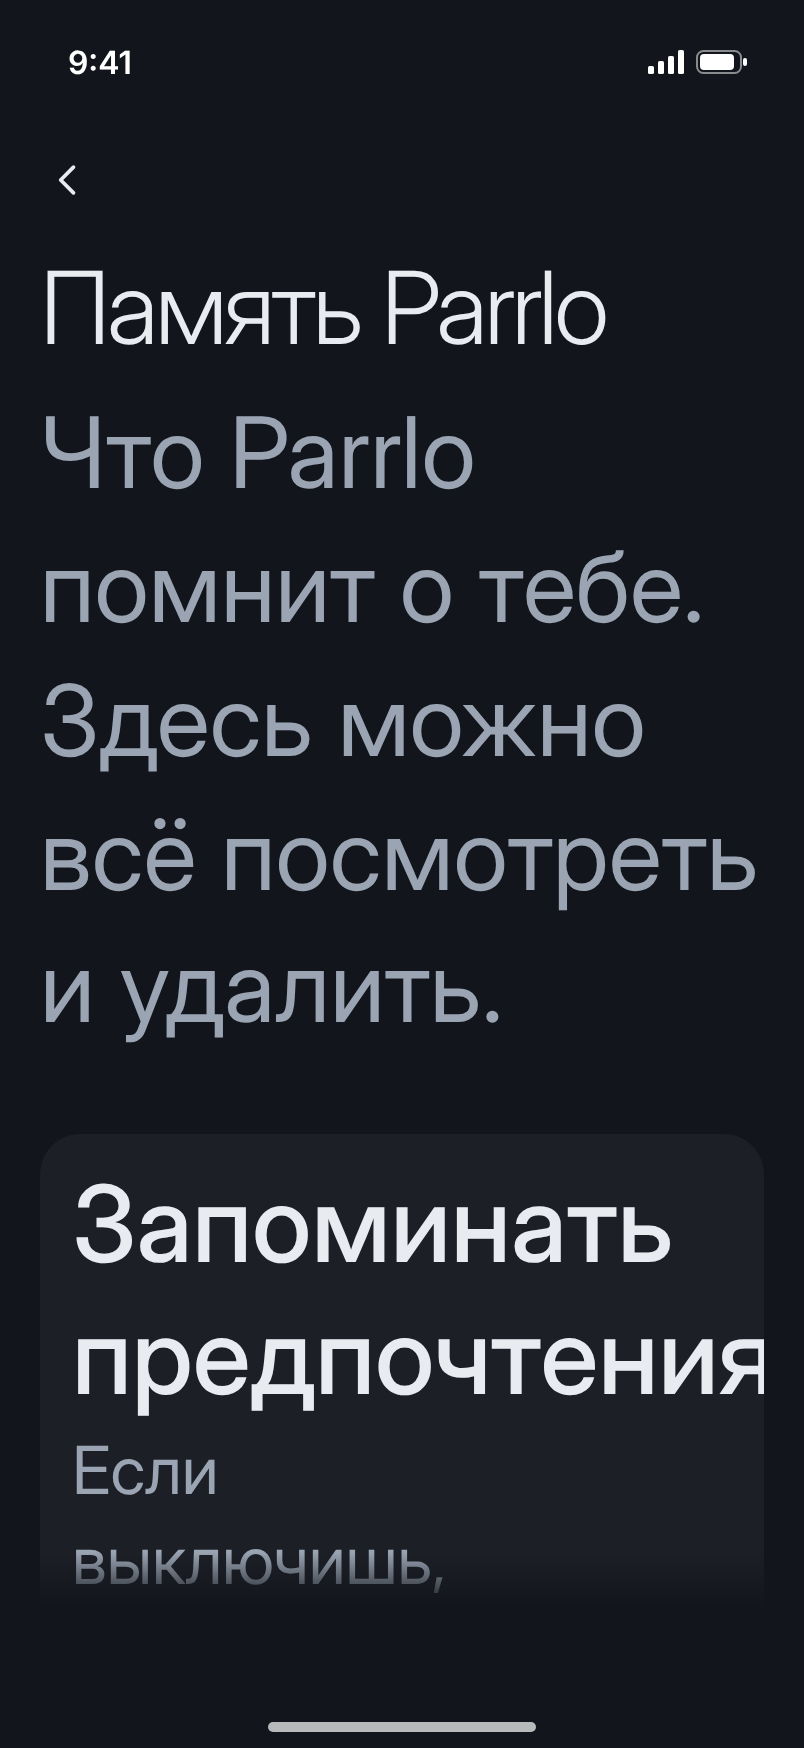 9:41
Память Parrlo
Что Parrlo
помнит о тебе.
Здесь можно
всё посмотреть
и удалить.
Запоминать
предпочтения
Если
выключишь,